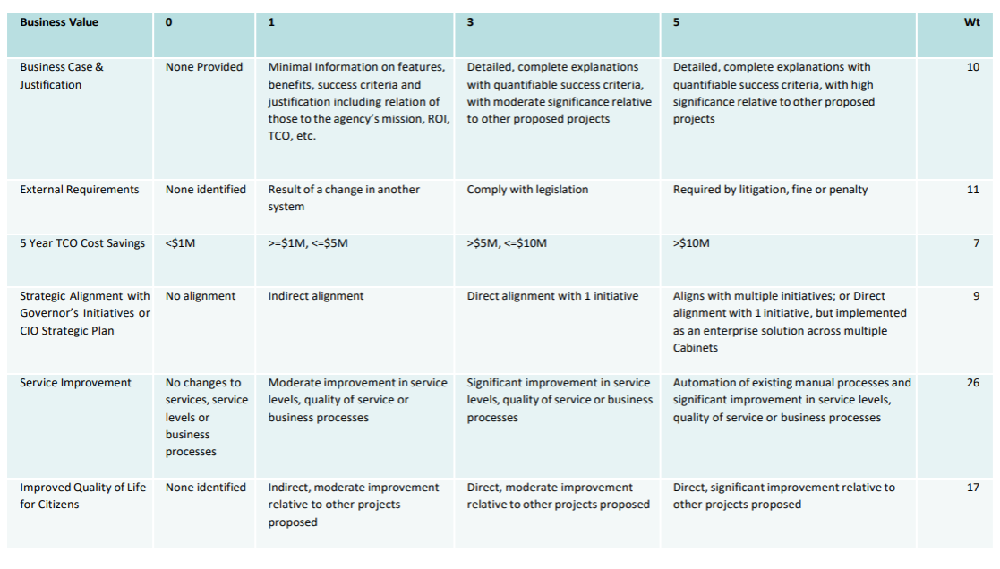 Business Value 0 1 3 5 Wt
Business Case & None Provided Minimal Information on features, Detailed, complete explanations Detailed, complete explanations with 10
Justification benefits, success criteria and with quantifiable success criteria, quantifiable success criteria, with high
justification including relation of with moderate significance relative significance relative to other proposed
those to the agency’s mission, ROI, to other proposed projects projects
TCO, etc.
External Requirements None identified Result of a change in another Comply with legislation Required by litigation, fine or penalty 11
system
5 Year TCO Cost Savings <$1M >=$1M, <=$5M >$5M, <=$10M >$10M 7
Strategic Alignment with No alignment Indirect alignment Direct alignment with 1 initiative Aligns with multiple initiatives; or Direct 9
Governor’s Initiatives or alignment with 1 initiative, but implemented
CIO Strategic Plan as an enterprise solution across multiple
Cabinets
Service Improvement No changes to Moderate improvement in service Significant improvement in service Automation of existing manual processes and 26
services, service levels, quality of service or levels, quality of service or business significant improvement in service levels,
levels or business processes processes quality of service or business processes
business
processes
Improved Quality of Life None identified Indirect, moderate improvement Direct, moderate improvement Direct, significant improvement relative to 17
for Citizens relative to other projects relative to other projects proposed other projects proposed
proposed